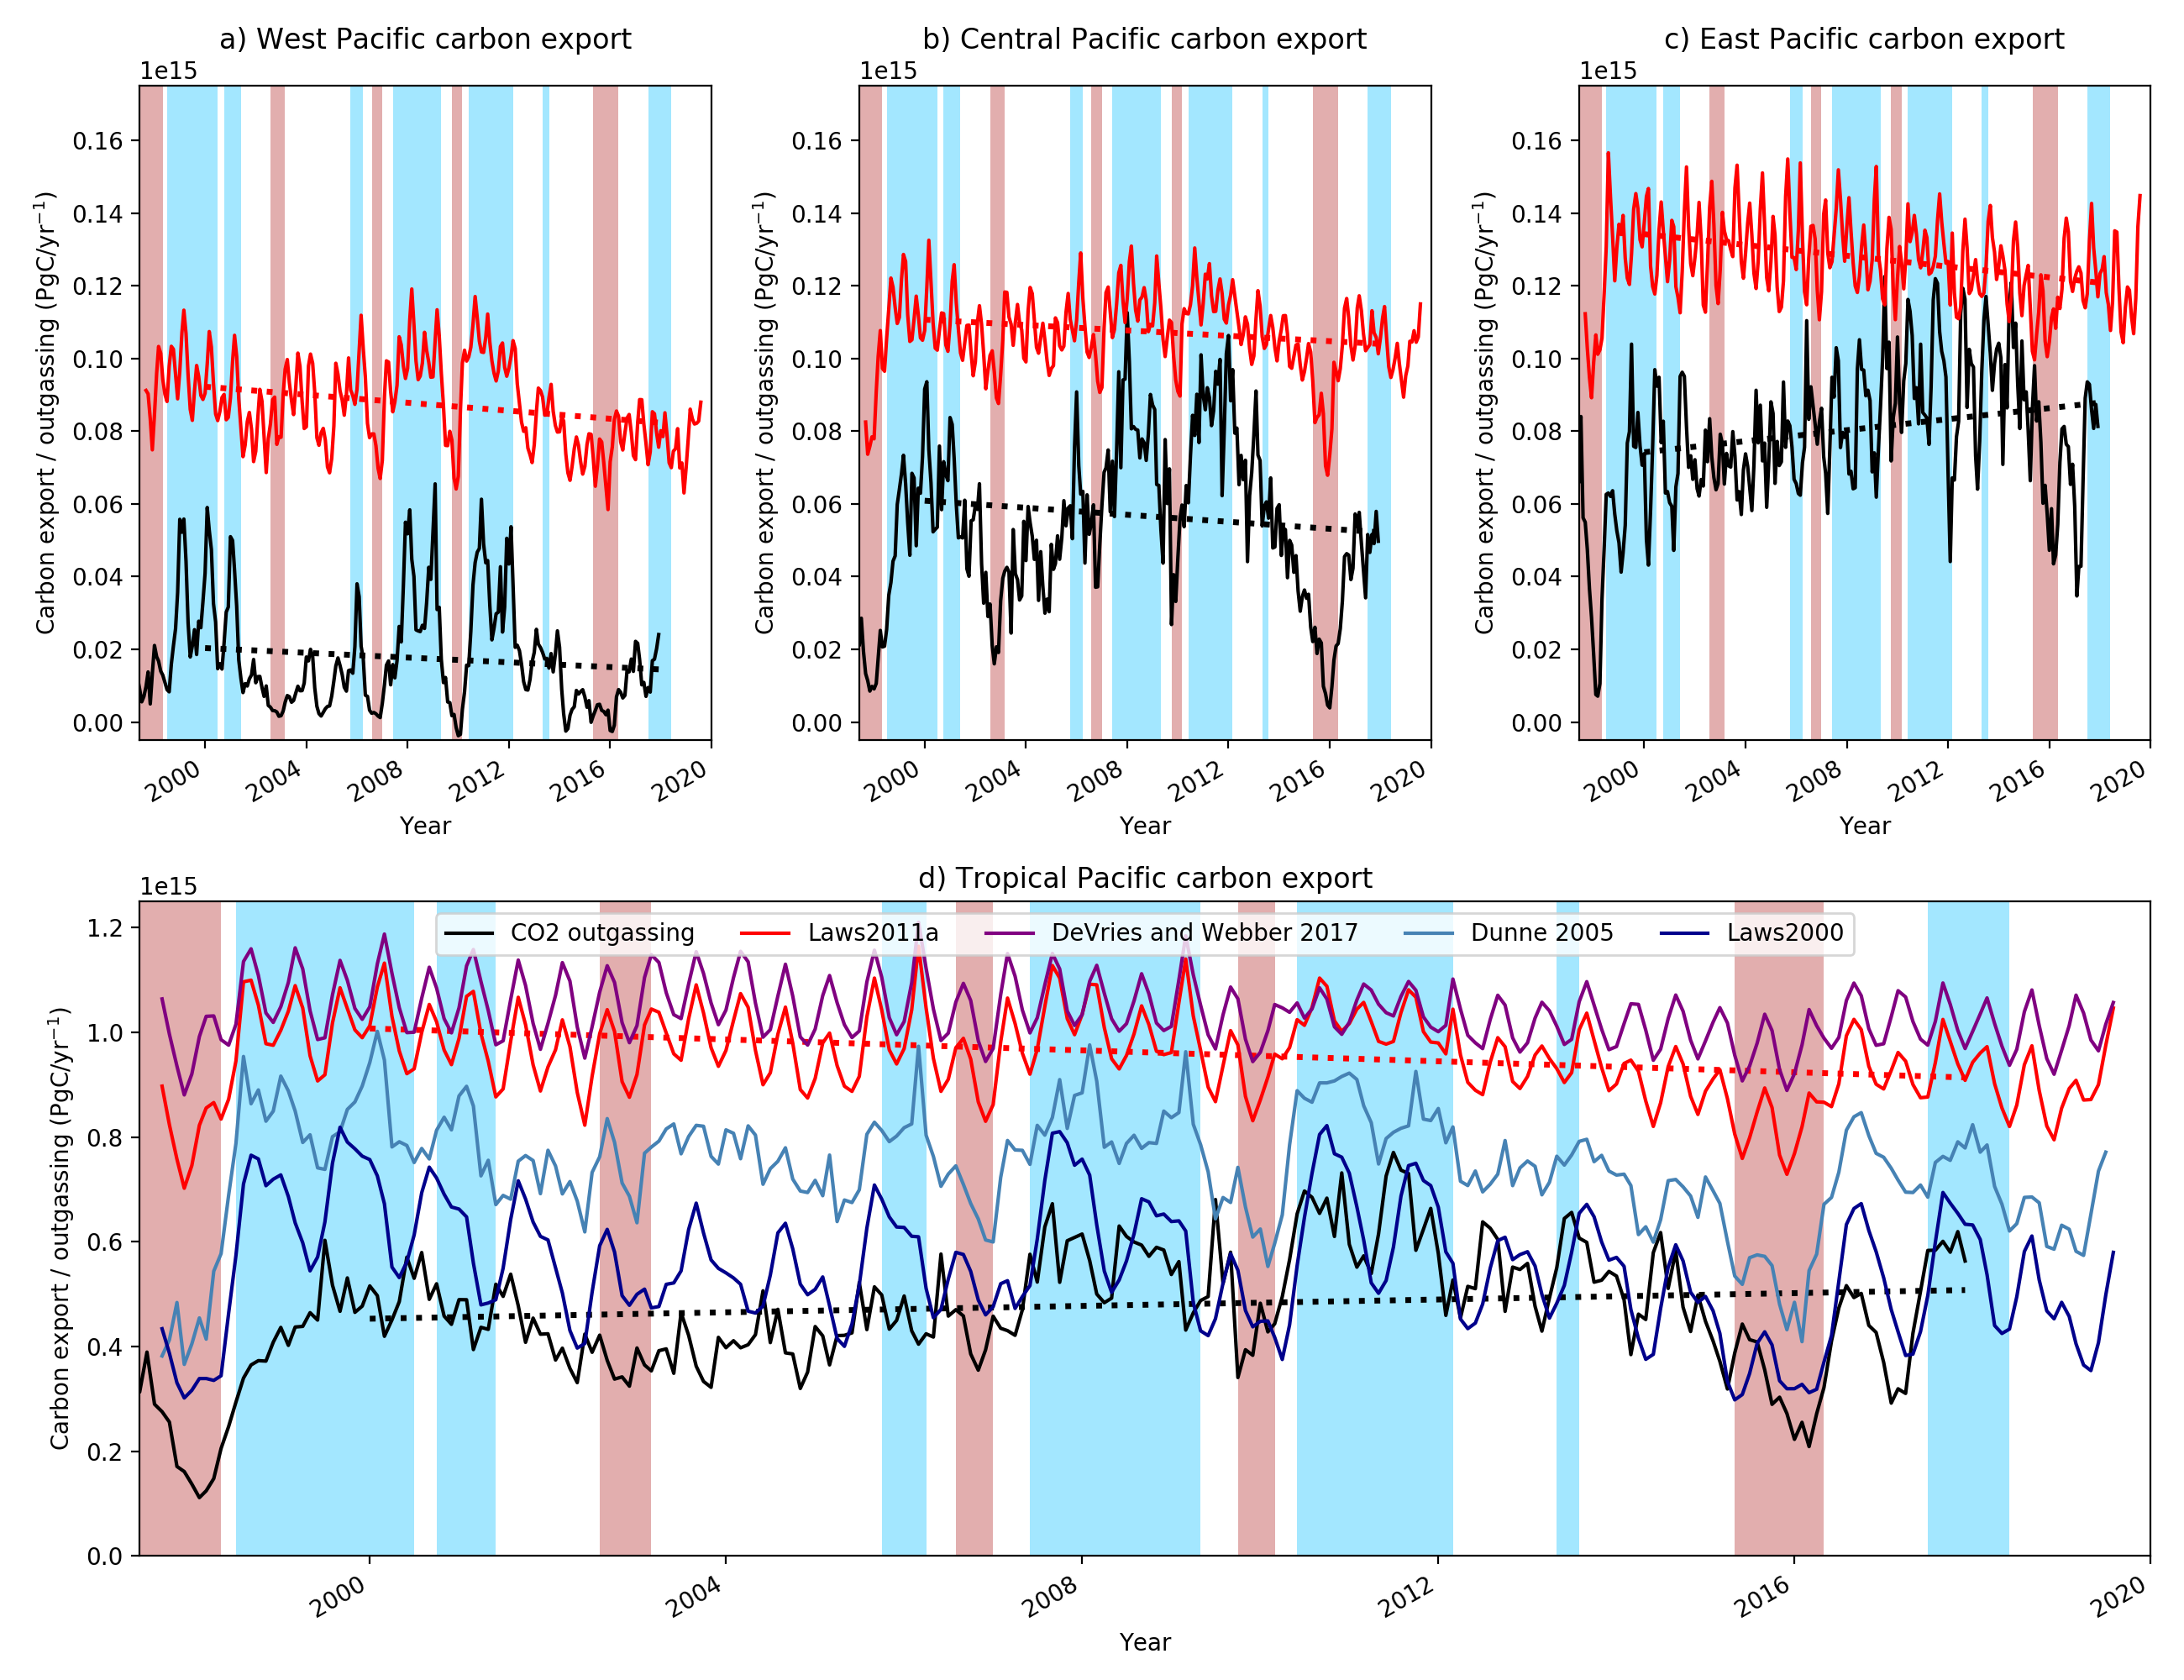 a) West Pacific carbon export
1e15
0.16
0.14
0.12
0.10
0.08
0.06
0.04
0.02
0.00
Carbon export / outgassing (PgC/yr⁻¹)
2000 2004 2008 2012 2016 2020
Year
b) Central Pacific carbon export
1e15
0.16
0.14
0.12
0.10
0.08
0.06
0.04
0.02
0.00
Carbon export / outgassing (PgC/yr⁻¹)
2000 2004 2008 2012 2016 2020
Year
c) East Pacific carbon export
1e15
0.16
0.14
0.12
0.10
0.08
0.06
0.04
0.02
0.00
Carbon export / outgassing (PgC/yr⁻¹)
2000 2004 2008 2012 2016 2020
Year
d) Tropical Pacific carbon export
1e15
CO2 outgassing Laws2011a DeVries and Webber 2017 Dunne 2005 Laws2000
1.2
1.0
0.8
0.6
0.4
0.2
0.0
Carbon export / outgassing (PgC/yr⁻¹)
2000 2004 2008 2012 2016 2020
Year